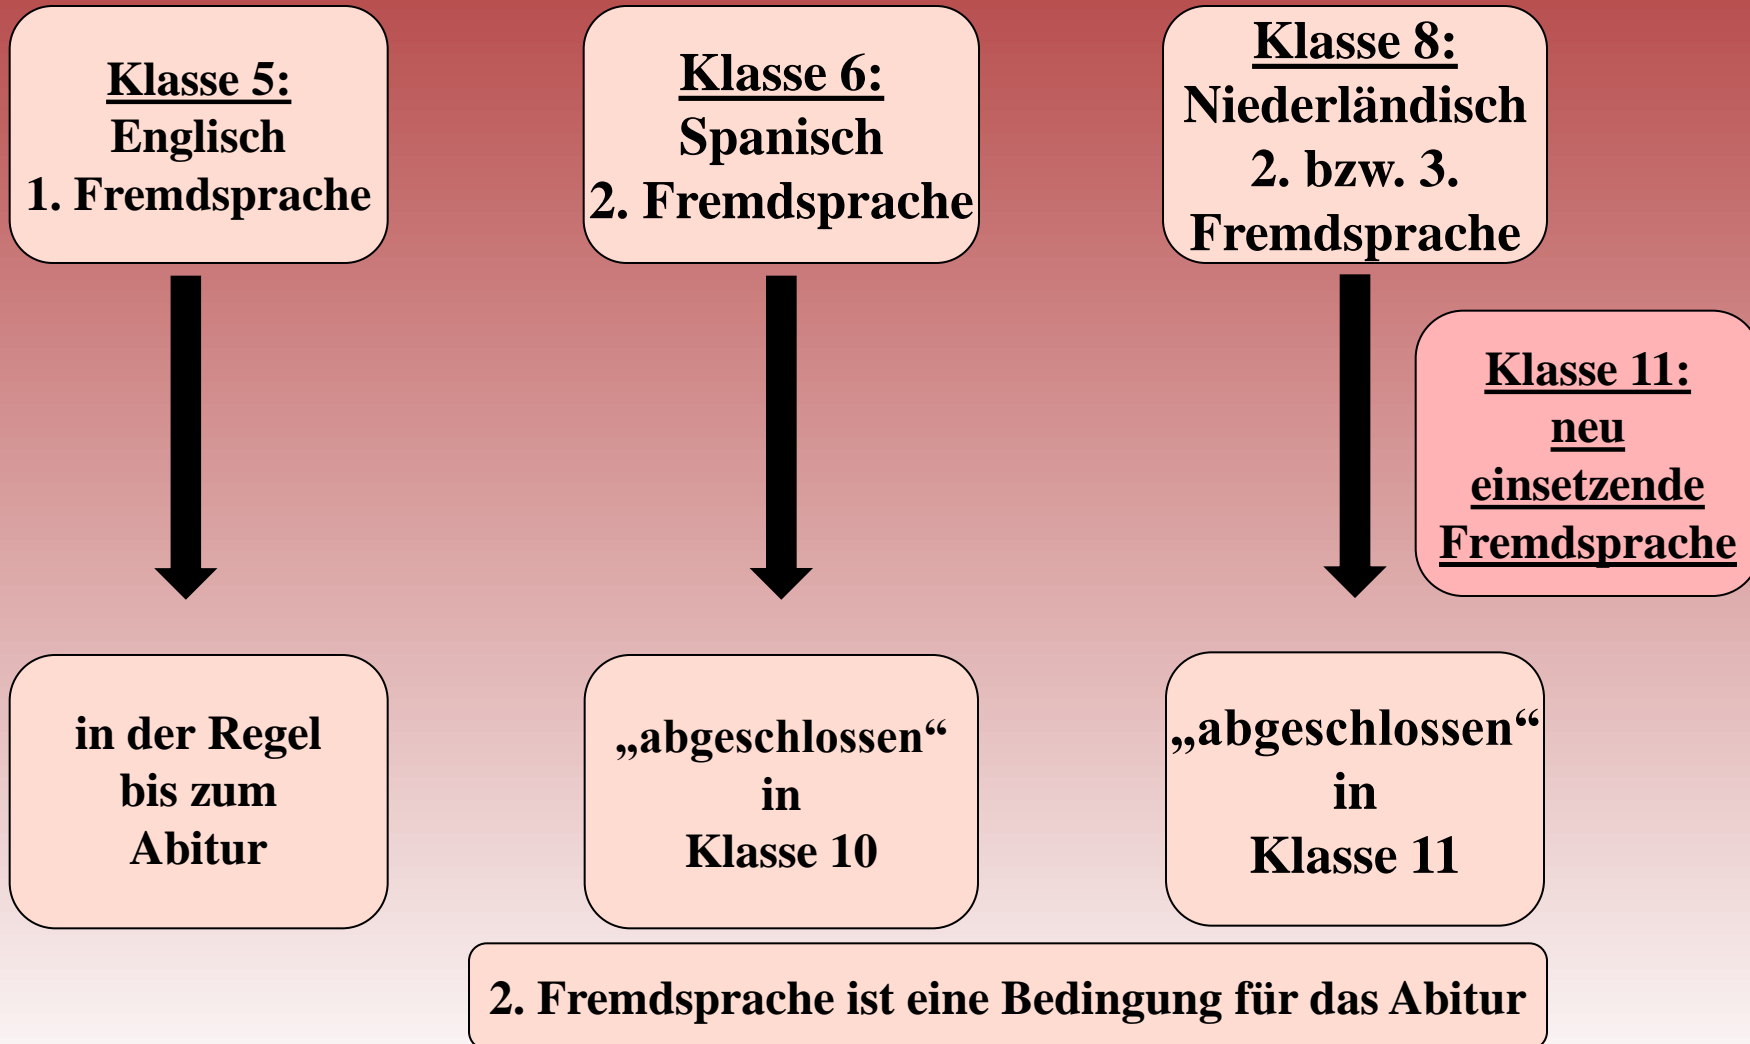 Klasse 5:
Englisch
1. Fremdsprache
Klasse 6:
Spanisch
2. Fremdsprache
Klasse 8:
Niederländisch
2. bzw. 3.
Fremdsprache
Klasse 11:
neu
einsetzende
Fremdsprache
in der Regel
bis zum
Abitur
„abgeschlossen“
in
Klasse 10
„abgeschlossen“
in
Klasse 11
2. Fremdsprache ist eine Bedingung für das Abitur